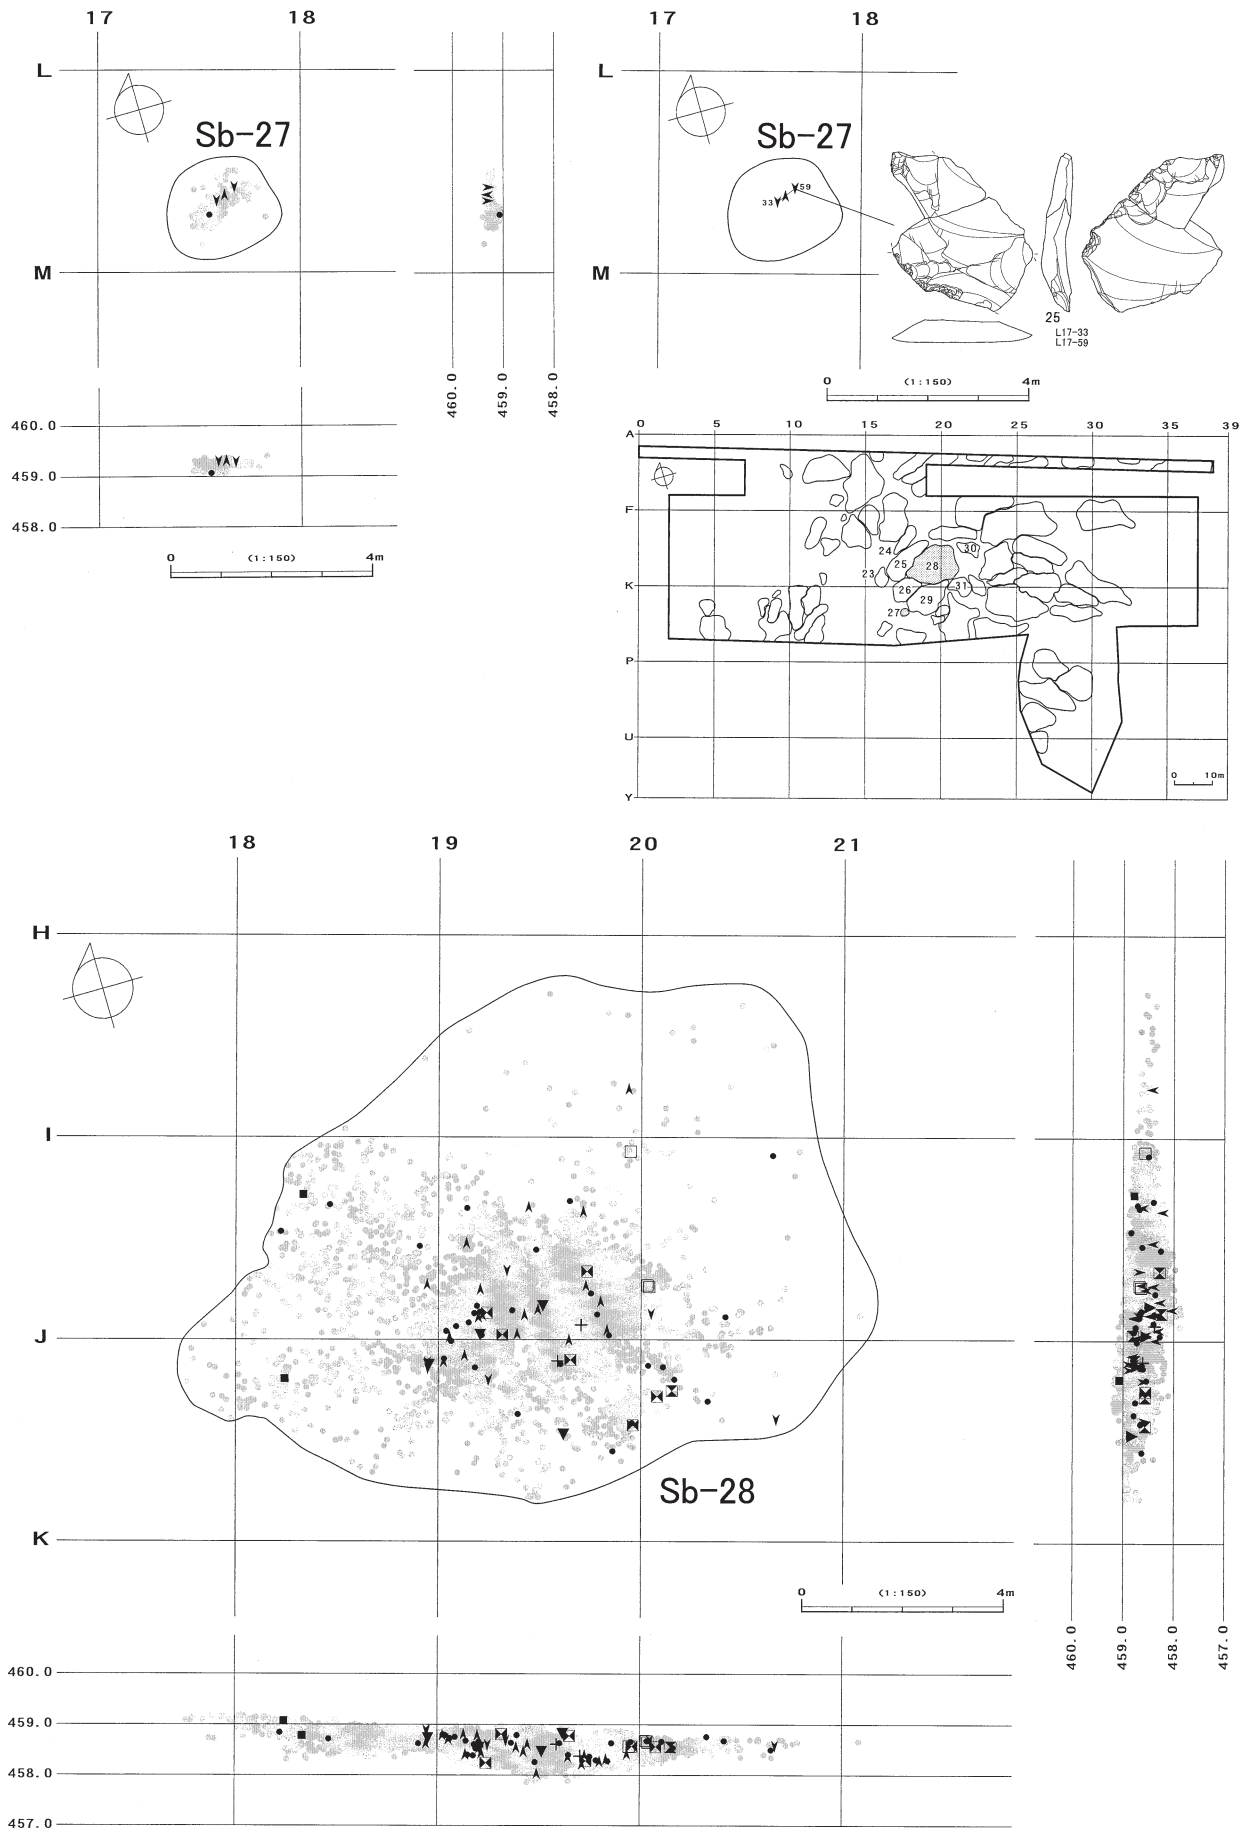 17 18
L
Sb-27
M
460.0 459.0 458.0
460.0
459.0
458.0
0 (1:150) 4m
17 18
L
Sb-27
59
33
M
25
L17-33
L17-59
0 (1:150) 4m
0 5 10 15 20 25 30 35 39
A
F
24 30
25 28
23
K 31
26
29
27
P
U
0 10m
Y
18 19 20 21
H
I
J
Sb-28
K
0 (1:150) 4m
460.0 459.0 458.0 457.0
460.0
459.0
458.0
457.0